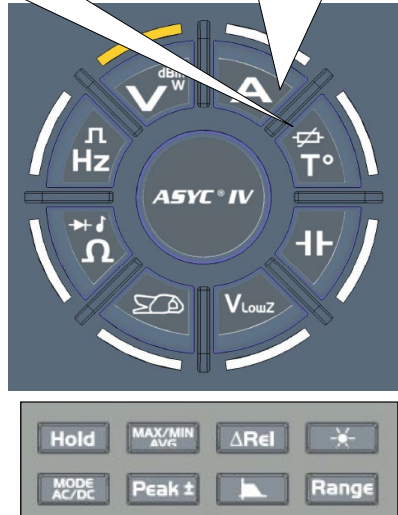 dBm
W
V
A
Hz
T°
ASYC® IV
Ω
VLowZ
Hold
MAX/MIN
AVG
ΔRel
MODE
AC/DC
Peak ±
Range